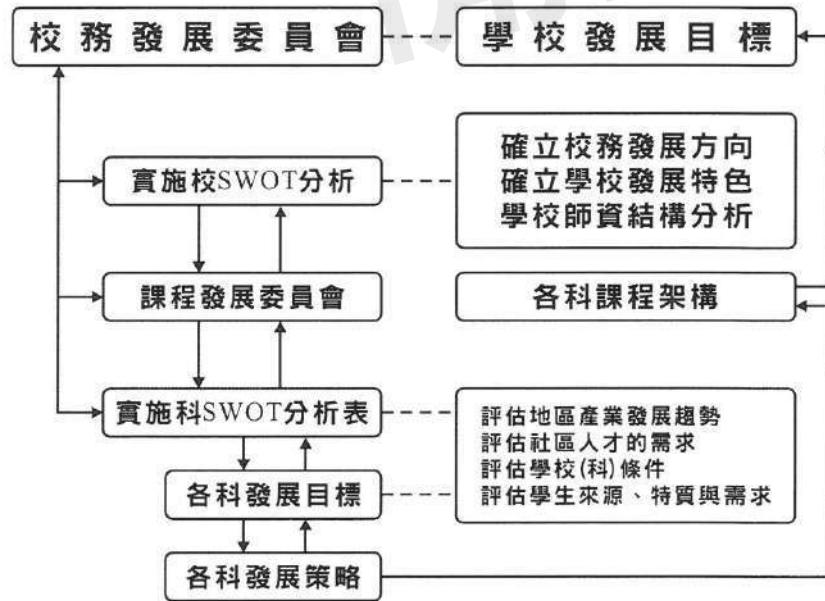 校務發展委員會
學校發展目標
實施校SWOT分析
確立校務發展方向
確立學校發展特色
學校師資結構分析
課程發展委員會
各科課程架構
實施科SWOT分析表
評估地區產業發展趨勢
評估社區人才的需求
評估學校(科)條件
評估學生來源、特質與需求
各科發展目標
各科發展策略